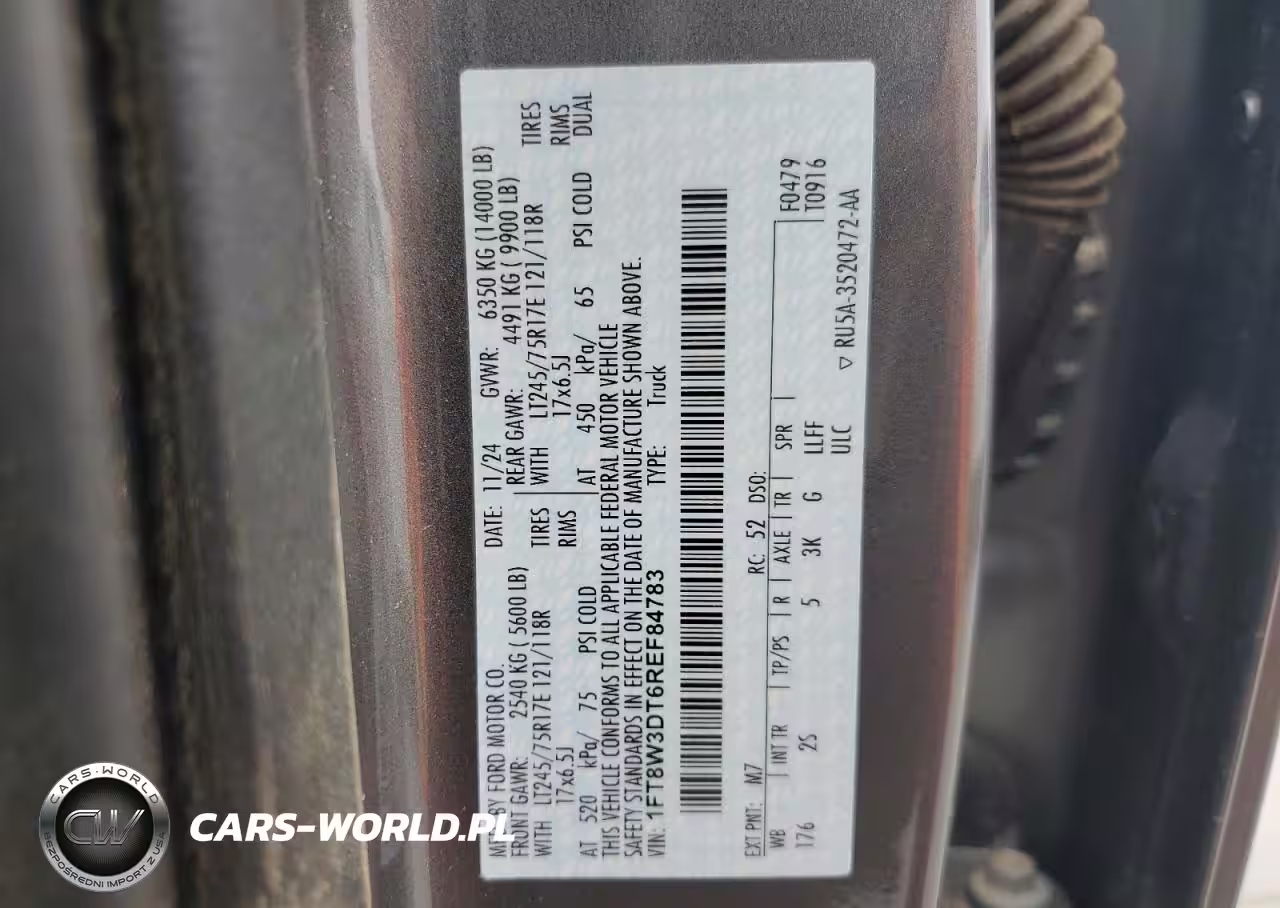 MFD BY FORD MOTOR CO. DATE: 11/24 GVWR: 6350 KG (14000 LB)
FRONT GAWR: 2540 KG ( 5600 LB) REAR GAWR: 4491 KG ( 9900 LB)
WITH LT245/75R17E 121/118R TIRES WITH LT245/75R17E 121/118R TIRES
17x6.5J RIMS 17x6.5J RIMS
AT 520 kPa/ 75 PSI COLD AT 450 kPa/ 65 PSI COLD DUAL
THIS VEHICLE CONFORMS TO ALL APPLICABLE FEDERAL MOTOR VEHICLE
SAFETY STANDARDS IN EFFECT ON THE DATE OF MANUFACTURE SHOWN ABOVE.
VIN: 1FT8W3DT6REF84783 TYPE: Truck
EXT PNT: M7 RC: 52 DSO:
WB INT TR TP/PS R AXLE TR SPR F0479
176 2S 5 3K G LLFF T0916
ULC ▽ RU5A-3520472-AA
CARS-WORLD
CW
BEZPOŚREDNI IMPORT Z USA
CARS-WORLD.PL